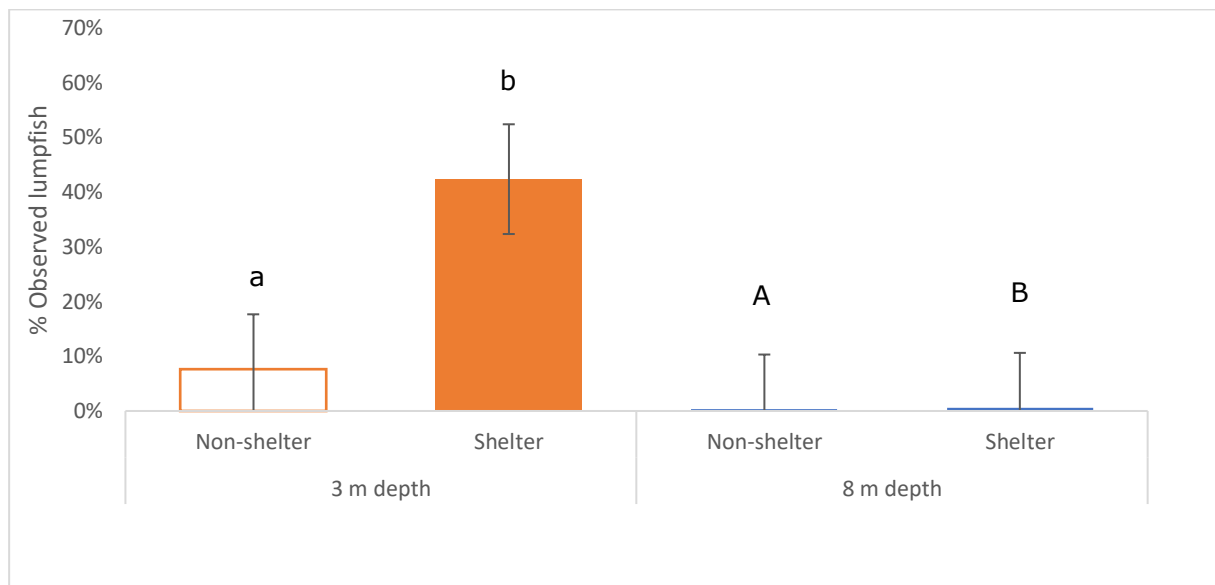 70%
60%
50%
40%
30%
20%
10%
0%
% Observed lumpfish
a
b
A
B
Non-shelter
Shelter
Non-shelter
Shelter
3 m depth
8 m depth